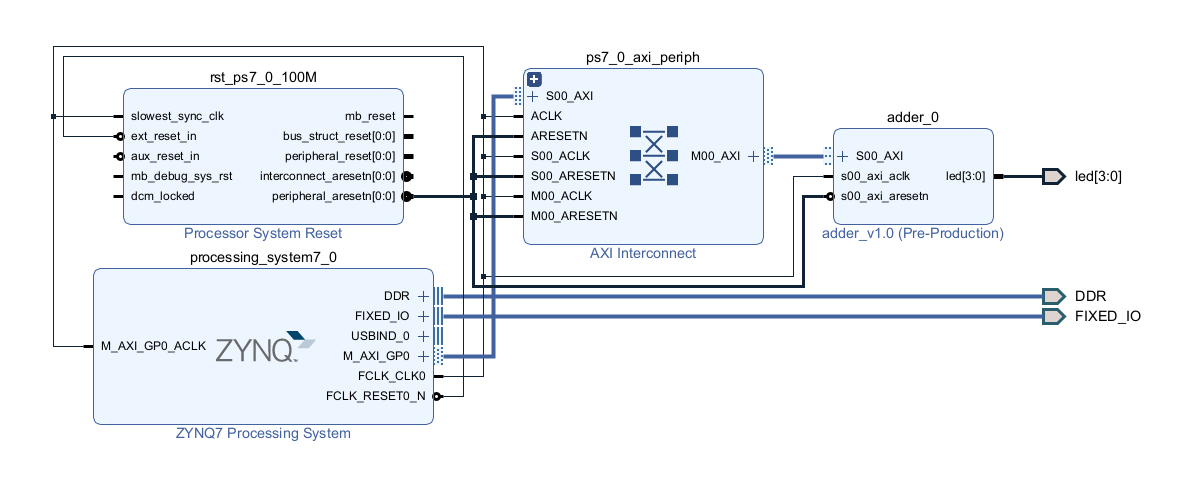 rst_ps7_0_100M
slowest_sync_clk
ext_reset_in
aux_reset_in
mb_debug_sys_rst
dcm_locked
mb_reset
bus_struct_reset[0:0]
peripheral_reset[0:0]
interconnect_aresetn[0:0]
peripheral_aresetn[0:0]
Processor System Reset
processing_system7_0
M_AXI_GP0_ACLK
ZYNQ
DDR
FIXED_IO
USBIND_0
M_AXI_GP0
FCLK_CLK0
FCLK_RESET0_N
ZYNQ7 Processing System
ps7_0_axi_periph
S00_AXI
ACLK
ARESETN
S00_ACLK
S00_ARESETN
M00_ACLK
M00_ARESETN
M00_AXI
AXI Interconnect
adder_0
S00_AXI
s00_axi_aclk
s00_axi_aresetn
led[3:0]
adder_v1.0 (Pre-Production)
led[3:0]
DDR
FIXED_IO